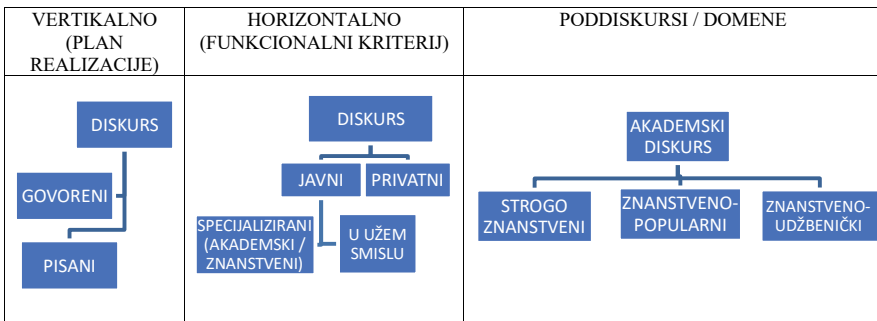 VERTIKALNO
(PLAN
REALIZACIJE)
HORIZONTALNO
(FUNKCIONALNI KRITERIJ)
PODDISKURSI / DOMENE
DISKURS
GOVORENI
PISANI
DISKURS
JAVNI
PRIVATNI
SPECIJALIZIRANI
(AKADEMSKI /
ZNANSTVENI)
U UŽEM
SMISLU
AKADEMSKI
DISKURS
STROGO
ZNANSTVENI
ZNANSTVENO-
POPULARNI
ZNANSTVENO-
UDŽBENIČKI